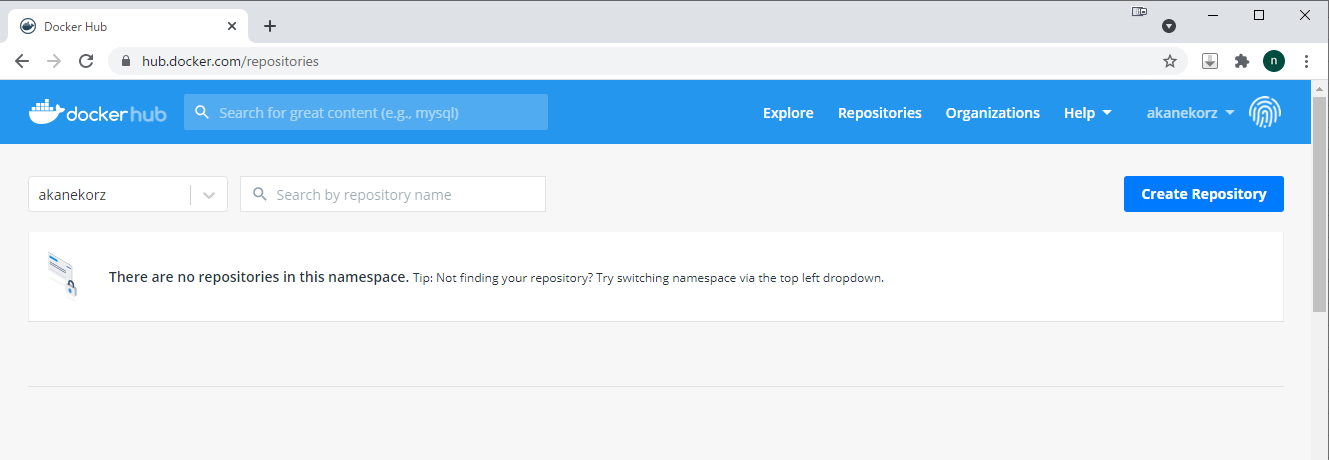 Docker Hub
hub.docker.com/repositories
n
docker hub
Search for great content (e.g., mysql)
Explore
Repositories
Organizations
Help
akanekorz
akanekorz
Search by repository name
Create Repository
There are no repositories in this namespace. Tip: Not finding your repository? Try switching namespace via the top left dropdown.